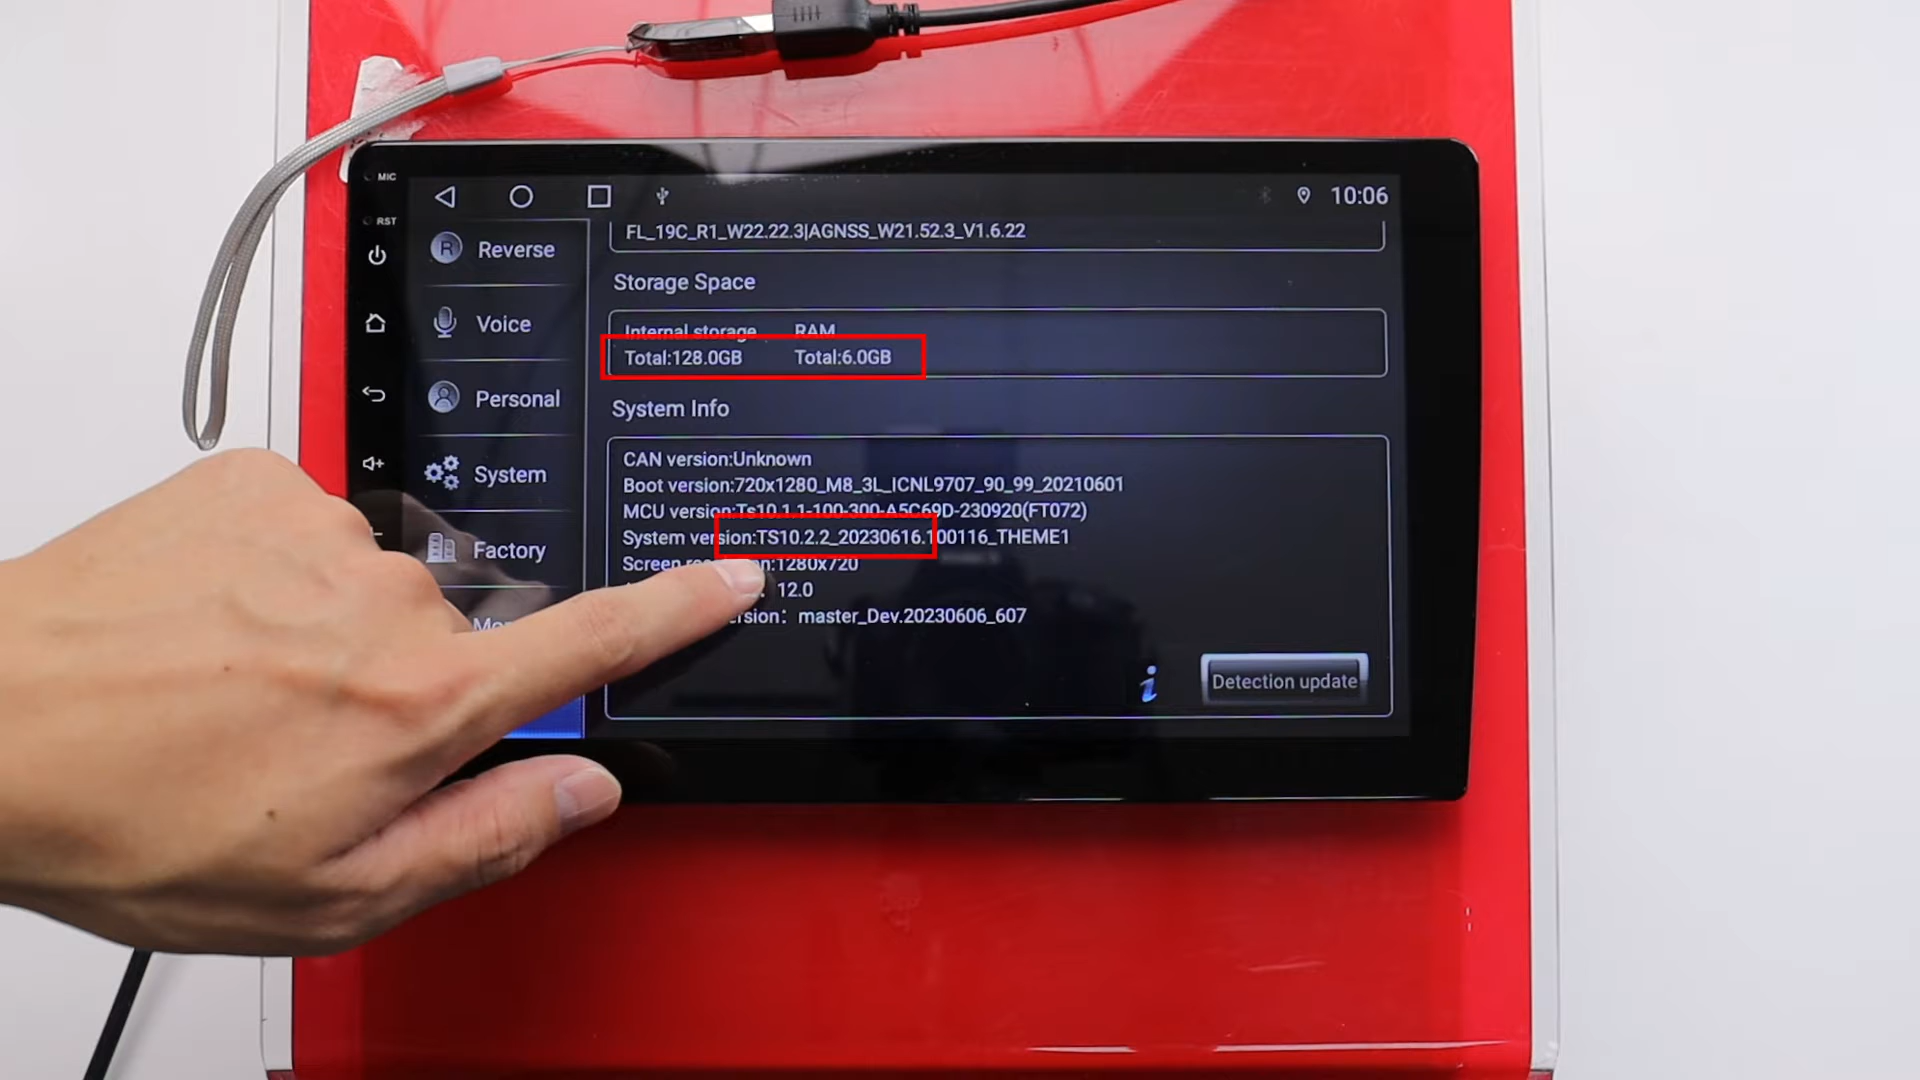 MIC
10:06
RST
FL_19C_R1_W22.22.3|AGNSS_W21.52.3_V1.6.22
Reverse
Storage Space
Voice
Internal storage RAM
Total:128.0GB Total:6.0GB
Personal
System Info
System
CAN version:Unknown
Boot version:720x1280_M8_3L_ICNL9707_90_99_20210601
MCU version:Ts10.1.1-100-300-A5C69D-230920(FT072)
System version:TS10.2.2_20230616.100116_THEME1
Factory
Screen :1280x720
12.0
master_Dev.20230606_607
Detection update